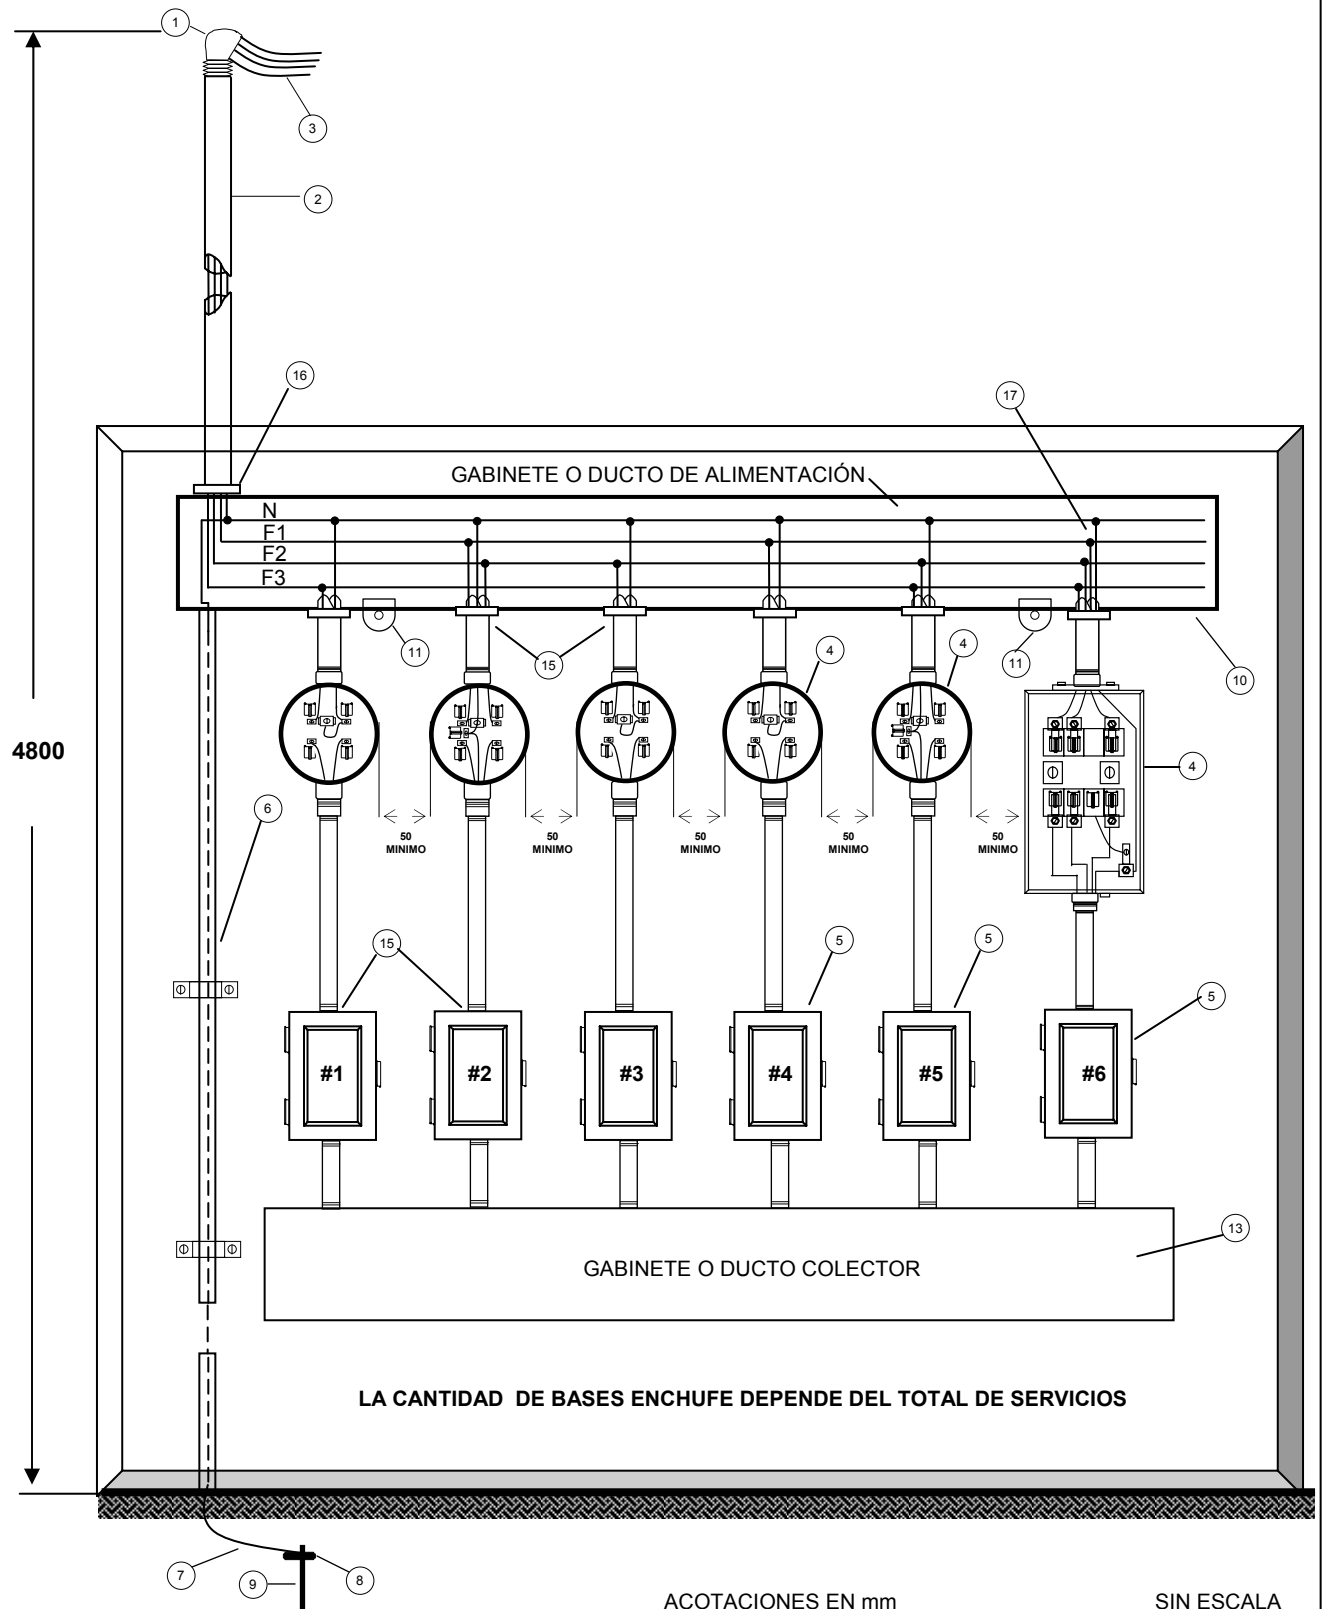 1
3
2
16
17
GABINETE O DUCTO DE ALIMENTACIÓN
N
F1
F2
F3
11
15
4
4
11
10
4800
4
6
50
MINIMO
50
MINIMO
50
MINIMO
50
MINIMO
50
MINIMO
15
5
5
5
#1
#2
#3
#4
#5
#6
13
GABINETE O DUCTO COLECTOR
LA CANTIDAD DE BASES ENCHUFE DEPENDE DEL TOTAL DE SERVICIOS
7
9
8
ACOTACIONES EN mm
SIN ESCALA